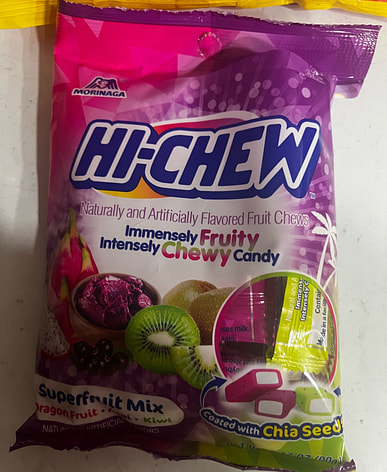 MORINAGA
HI-CHEW
Naturally and Artificially Flavored Fruit Chews
Immensely Fruity
Intensely Chewy Candy
Superfruit Mix
Dragon Fruit
Kiwi
Coated with Chia Seeds